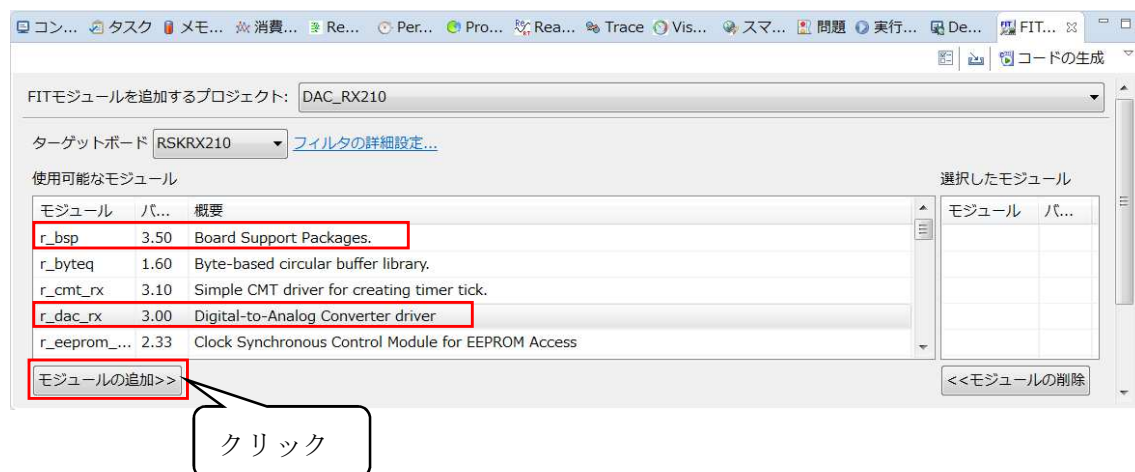 コン... タスク メモ... 消費... Re... Per... Pro... Rea... Trace Vis... スマ... 問題 実行... De... FIT...
コードの生成
FITモジュールを追加するプロジェクト: DAC_RX210
ターゲットボード RSKRX210 フィルタの詳細設定...
使用可能なモジュール 選択したモジュール
モジュール バ... 概要 モジュール バ...
r_bsp 3.50 Board Support Packages.
r_byteq 1.60 Byte-based circular buffer library.
r_cmt_rx 3.10 Simple CMT driver for creating timer tick.
r_dac_rx 3.00 Digital-to-Analog Converter driver
r_eeprom_... 2.33 Clock Synchronous Control Module for EEPROM Access
モジュールの追加>> <<モジュールの削除
クリック